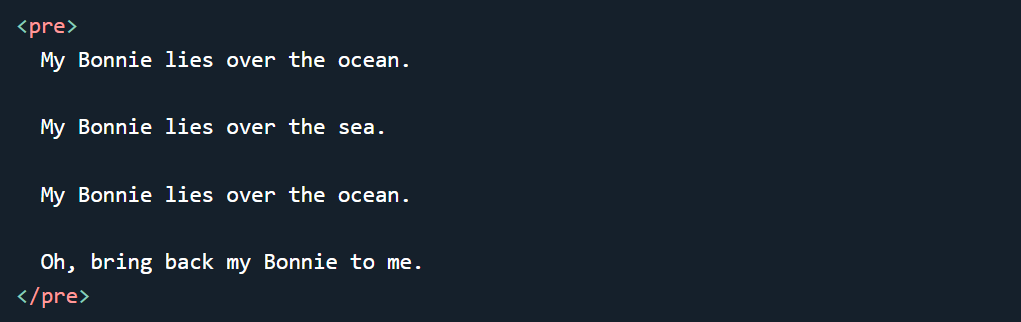 <pre>
My Bonnie lies over the ocean.
My Bonnie lies over the sea.
My Bonnie lies over the ocean.
Oh, bring back my Bonnie to me.
</pre>